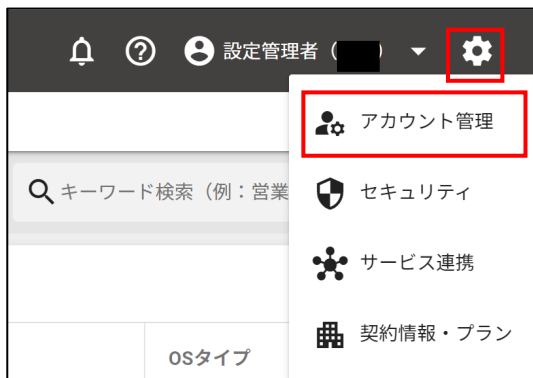 設定管理者（ ）
アカウント管理
キーワード検索（例：営業
セキュリティ
サービス連携
契約情報・プラン
OSタイプ